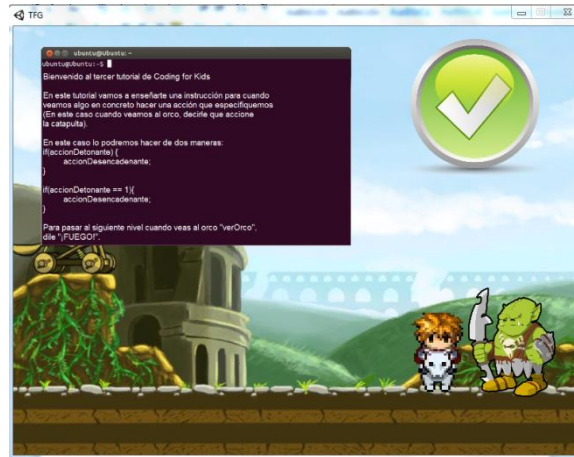 TFG
ubuntu@Ubuntu: ~
ubuntu@Ubuntu:~$
Bienvenido al tercer tutorial de Coding for Kids
En este tutorial vamos a enseñarte una instrucción para cuando
veamos algo en concreto hacer una acción que especifiquemos
(En este caso cuando veamos al orco, decirle que accione
la catapulta).
En este caso lo podremos hacer de dos maneras:
if(accionDetonante) {
accionDesencadenante;
}
if(accionDetonante == 1){
accionDesencadenante;
}
Para pasar al siguiente nivel cuando veas al orco "verOrco",
dile "¡FUEGO!".